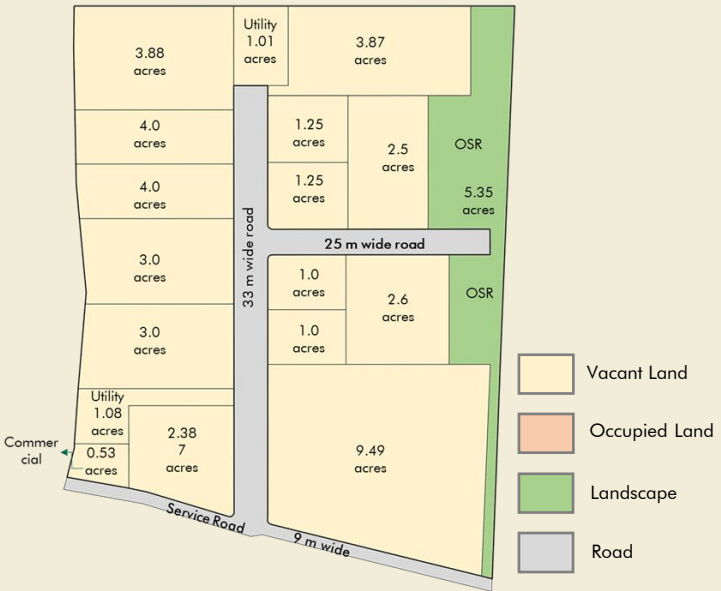 3.88
acres
Utility
1.01
acres
3.87
acres
4.0
acres
1.25
acres
2.5
acres
OSR
4.0
acres
1.25
acres
5.35
acres
33 m wide road
25 m wide road
3.0
acres
1.0
acres
2.6
acres
OSR
1.0
acres
3.0
acres
Utility
1.08
acres
Commer
cial
0.53
acres
2.38
7
acres
9.49
acres
Service Road
9 m wide
Vacant Land
Occupied Land
Landscape
Road